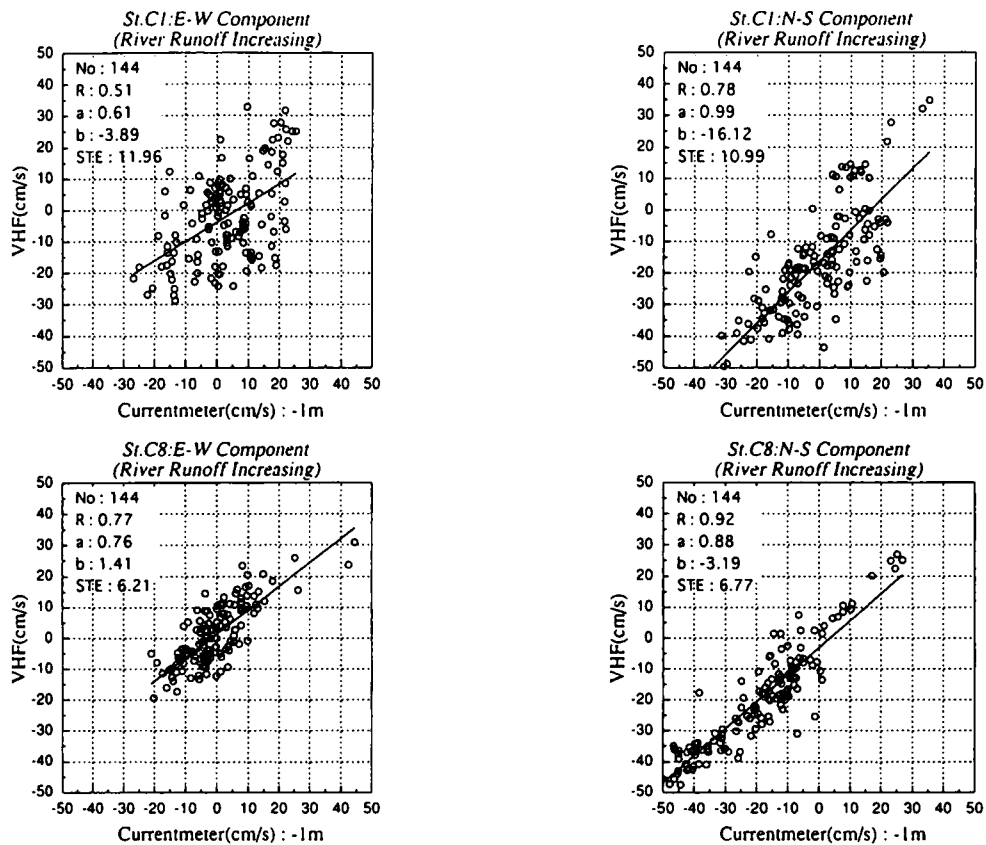 St.C1:E-W Component
(River Runoff Increasing)
50
40
30
20
10
0
-10
-20
-30
-40
-50
VHF(cm/s)
No : 144
R : 0.51
a : 0.61
b : -3.89
STE : 11.96
-50 -40 -30 -20 -10 0 10 20 30 40 50
Currentmeter(cm/s) : -1m
St.C1:N-S Component
(River Runoff Increasing)
50
40
30
20
10
0
-10
-20
-30
-40
-50
VHF(cm/s)
No : 144
R : 0.78
a : 0.99
b : -16.12
STE : 10.99
-50 -40 -30 -20 -10 0 10 20 30 40 50
Currentmeter(cm/s) : -1m
St.C8:E-W Component
(River Runoff Increasing)
50
40
30
20
10
0
-10
-20
-30
-40
-50
VHF(cm/s)
No : 144
R : 0.77
a : 0.76
b : 1.41
STE : 6.21
-50 -40 -30 -20 -10 0 10 20 30 40 50
Currentmeter(cm/s) : -1m
St.C8:N-S Component
(River Runoff Increasing)
50
40
30
20
10
0
-10
-20
-30
-40
-50
VHF(cm/s)
No : 144
R : 0.92
a : 0.88
b : -3.19
STE : 6.77
-50 -40 -30 -20 -10 0 10 20 30 40 50
Currentmeter(cm/s) : -1m